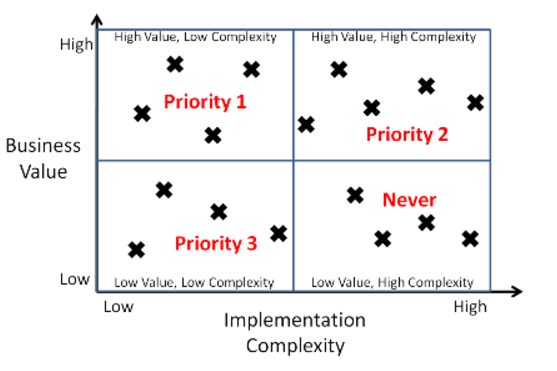 High
High Value, Low Complexity
High Value, High Complexity
Priority 1
Priority 2
Business
Value
Never
Priority 3
Low
Low Value, Low Complexity
Low Value, High Complexity
Low
High
Implementation
Complexity